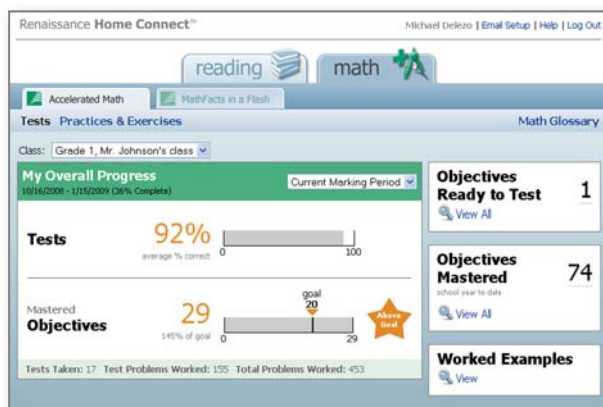 Renaissance Home Connect™
Michael Delezo | Email Setup | Help | Log Out
reading
math
Accelerated Math
MathFacts in a Flash
Tests Practices & Exercises
Math Glossary
Class: Grade 1, Mr. Johnson's class
My Overall Progress
10/16/2008 - 1/15/2009 (36% Complete)
Current Marking Period
Tests
92%
average % correct
0
100
Mastered
Objectives
29
145% of goal
goal
20
0
29
Above
Goal
Tests Taken: 17 Test Problems Worked: 155 Total Problems Worked: 453
Objectives
Ready to Test
1
View All
Objectives
Mastered
74
school year to date
View All
Worked Examples
View